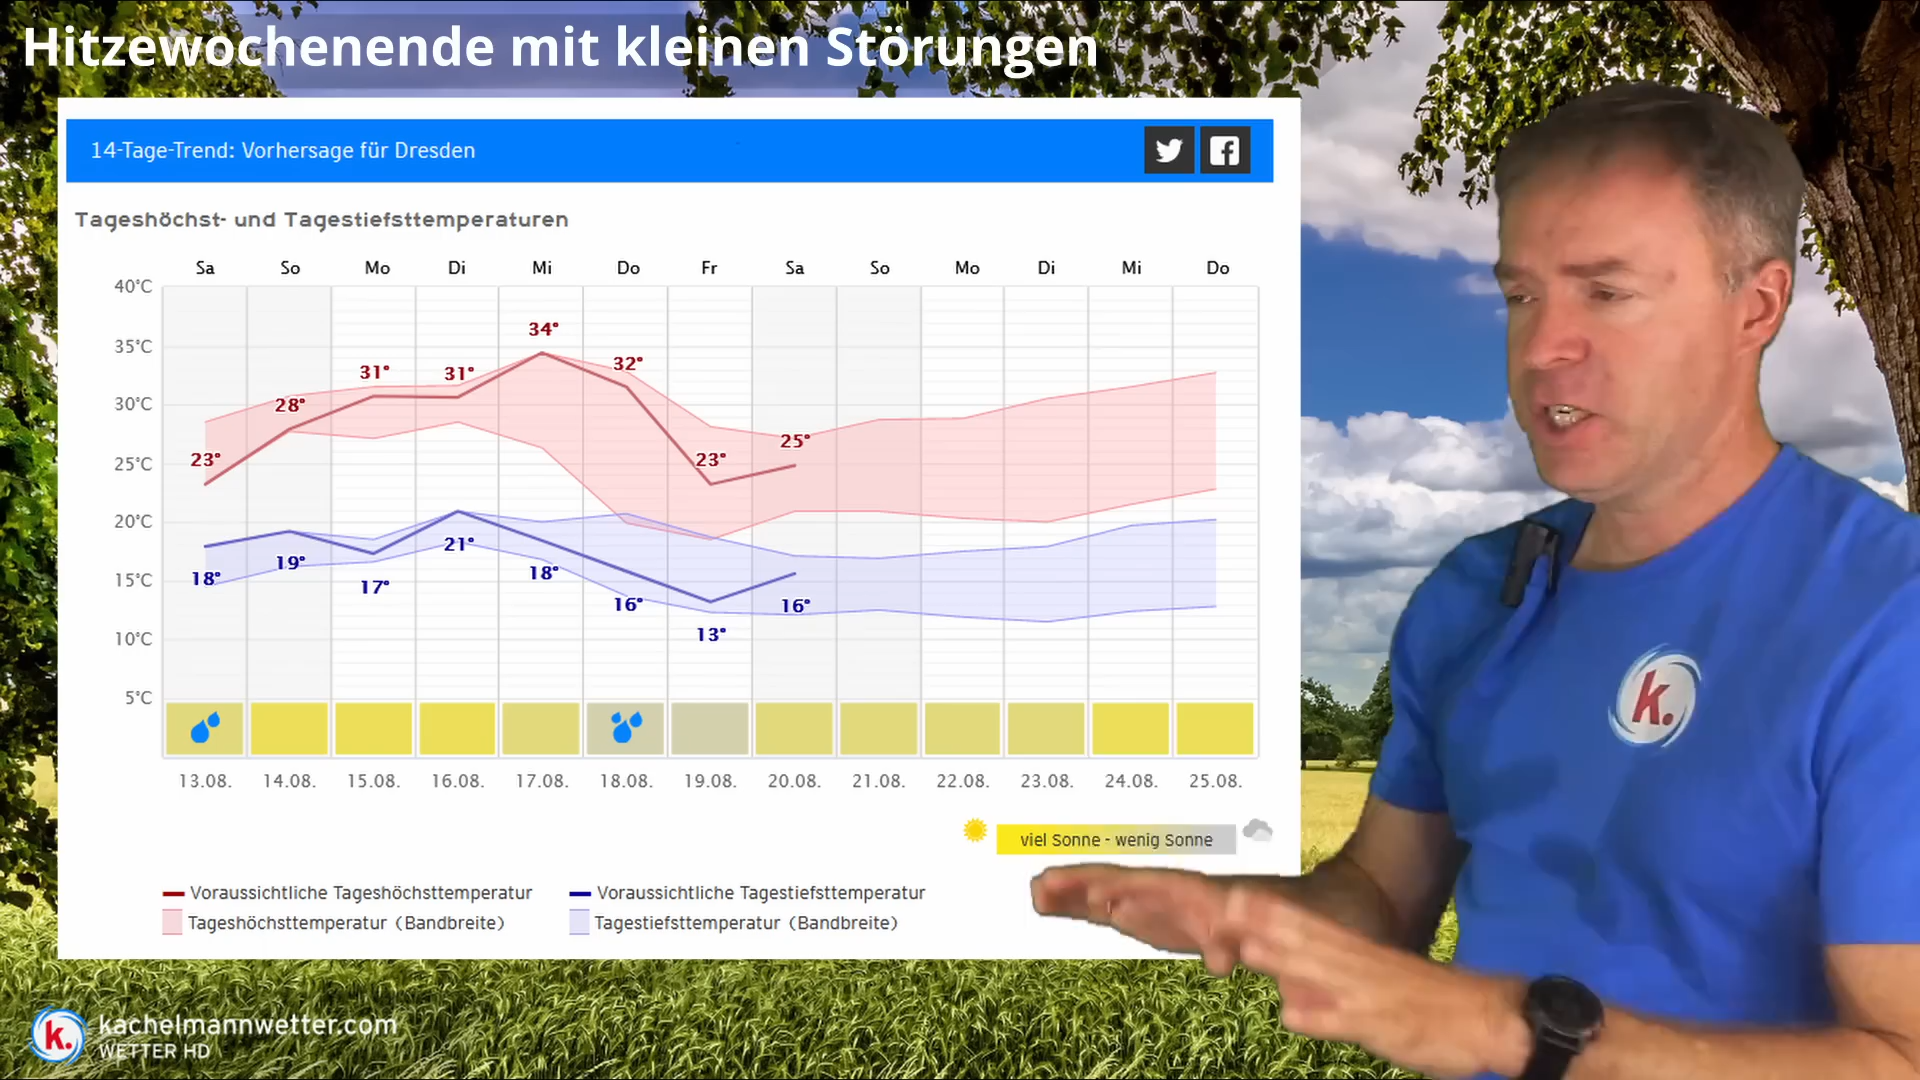 Hitzewochenende mit kleinen Störungen
14-Tage-Trend: Vorhersage für Dresden
Tageshöchst- und Tagestiefsttemperaturen
Sa So Mo Di Mi Do Fr Sa So Mo Di Mi Do
40°C
34°
35°C
31° 31° 32°
30°C
28°
25°C
23° 23° 25°
20°C
21°
15°C
18° 19° 17° 18° 16° 16°
10°C
13°
5°C
13.08. 14.08. 15.08. 16.08. 17.08. 18.08. 19.08. 20.08. 21.08. 22.08. 23.08. 24.08. 25.08.
viel Sonne - wenig Sonne
Voraussichtliche Tageshöchsttemperatur Voraussichtliche Tagestiefsttemperatur
Tageshöchsttemperatur (Bandbreite) Tagestiefsttemperatur (Bandbreite)
k.
k. kachelmannwetter.com
WETTER HD